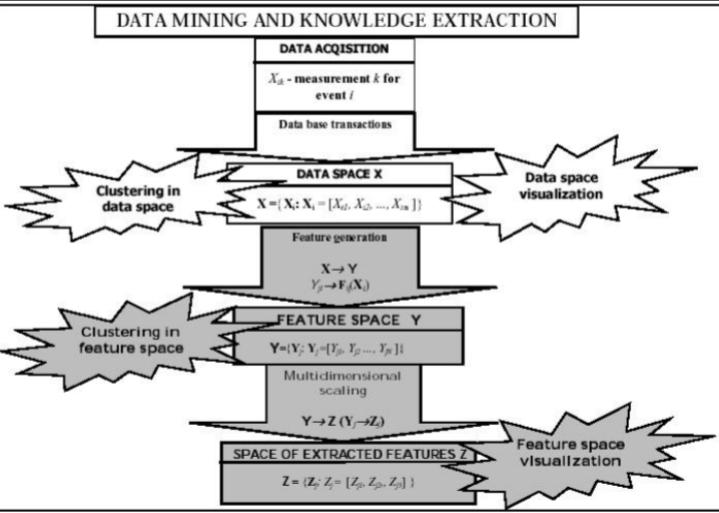 DATA MINING AND KNOWLEDGE EXTRACTION
DATA ACQISITION
Xik - measurement k for
event i
Data base transactions
Clustering in
data space
DATA SPACE X
X ={ Xi: Xi = [Xi1, Xi2, ..., Xim ]}
Data space
visualization
Feature generation
X→ Y
Yji→Fij(Xi)
Clustering in
feature space
FEATURE SPACE Y
Y={Yj: Yj=[Yj1, Yj2 ..., Yjn ]}
Multidimensional
scaling
Y→Z (Yj→Zj)
SPACE OF EXTRACTED FEATURES Z
Z = {Zj: Zj= [Zj1, Zj2, Zj3] }
Feature space
visualization